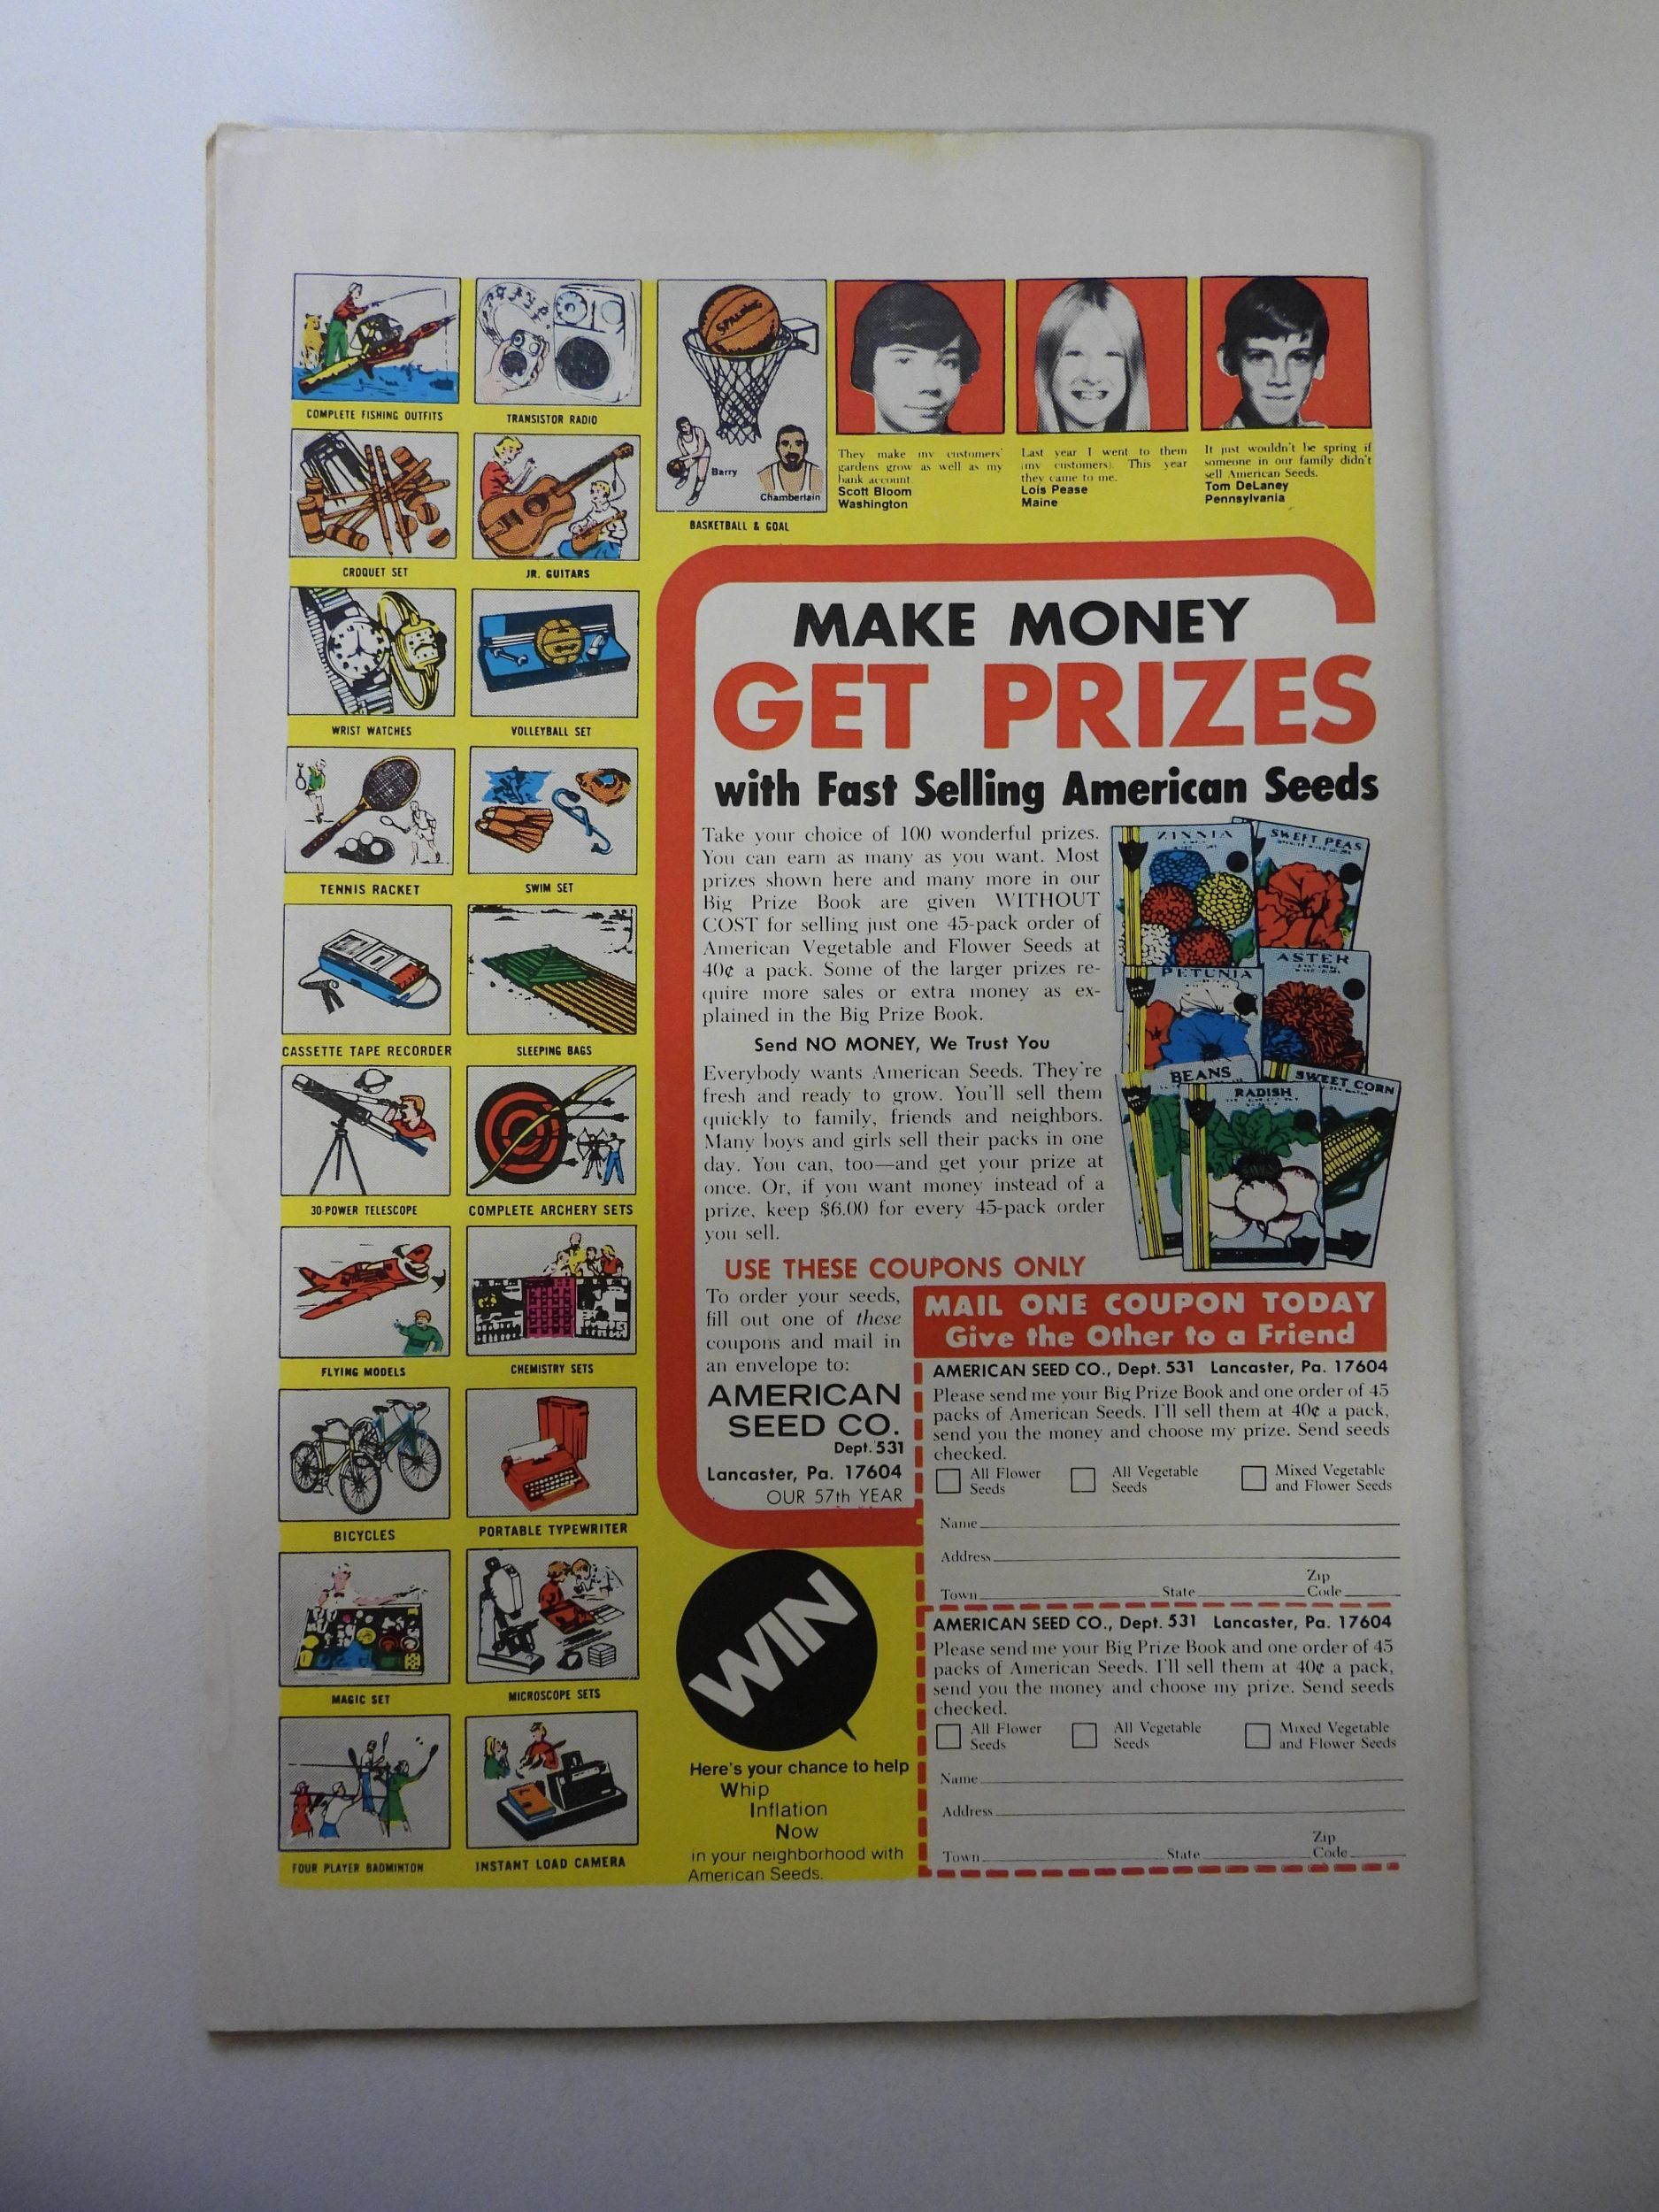 COMPLETE FISHING OUTFITS
TRANSISTOR RADIO
CROQUET SET
JR. GUITARS
WRIST WATCHES
VOLLEYBALL SET
TENNIS RACKET
SWIM SET
CASSETTE TAPE RECORDER
SLEEPING BAGS
30-POWER TELESCOPE
COMPLETE ARCHERY SETS
FLYING MODELS
CHEMISTRY SETS
BICYCLES
PORTABLE TYPEWRITER
MAGIC SET
MICROSCOPE SETS
FOUR PLAYER BADMINTON
INSTANT LOAD CAMERA
SPALDING
Barry
Chamberlain
BASKETBALL & GOAL
They make my customers'
gardens grow as well as my
bank account.
Scott Bloom
Washington
Last year I went to them
(my customers). This year
they came to me.
Lois Pease
Maine
It just wouldn't be spring if
someone in our family didn't
sell American Seeds.
Tom DeLaney
Pennsylvania
MAKE MONEY
GET PRIZES
with Fast Selling American Seeds
Take your choice of 100 wonderful prizes.
You can earn as many as you want. Most
prizes shown here and many more in our
Big Prize Book are given WITHOUT
COST for selling just one 45-pack order of
American Vegetable and Flower Seeds at
40¢ a pack. Some of the larger prizes re-
quire more sales or extra money as ex-
plained in the Big Prize Book.
Send NO MONEY, We Trust You
Everybody wants American Seeds. They're
fresh and ready to grow. You'll sell them
quickly to family, friends and neighbors.
Many boys and girls sell their packs in one
day. You can, too—and get your prize at
once. Or, if you want money instead of a
prize, keep $6.00 for every 45-pack order
you sell.
ZINNIA
SWEET PEAS
PETUNIA
ASTER
BEANS
RADISH
SWEET CORN
USE THESE COUPONS ONLY
To order your seeds,
fill out one of these
coupons and mail in
an envelope to:
AMERICAN
SEED CO.
Dept. 531
Lancaster, Pa. 17604
OUR 57th YEAR
MAIL ONE COUPON TODAY
Give the Other to a Friend
AMERICAN SEED CO., Dept. 531 Lancaster, Pa. 17604
Please send me your Big Prize Book and one order of 45
packs of American Seeds. I'll sell them at 40¢ a pack,
send you the money and choose my prize. Send seeds
checked.
All Flower
Seeds
All Vegetable
Seeds
Mixed Vegetable
and Flower Seeds
Name
Address
Town State Zip Code
AMERICAN SEED CO., Dept. 531 Lancaster, Pa. 17604
Please send me your Big Prize Book and one order of 45
packs of American Seeds. I'll sell them at 40¢ a pack,
send you the money and choose my prize. Send seeds
checked.
All Flower
Seeds
All Vegetable
Seeds
Mixed Vegetable
and Flower Seeds
Name
Address
Town State Zip Code
WIN
Here's your chance to help
Whip
Inflation
Now
in your neighborhood with
American Seeds.